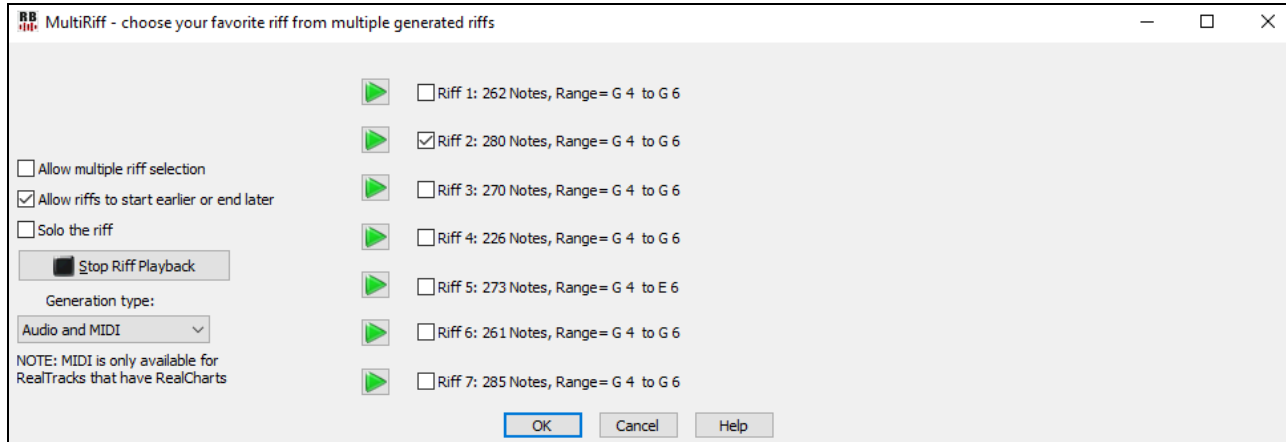 RB MultiRiff - choose your favorite riff from multiple generated riffs
Riff 1: 262 Notes, Range= G 4 to G 6
Riff 2: 280 Notes, Range= G 4 to G 6
Allow multiple riff selection
Allow riffs to start earlier or end later
Riff 3: 270 Notes, Range= G 4 to G 6
Solo the riff
Riff 4: 226 Notes, Range= G 4 to G 6
Stop Riff Playback
Riff 5: 273 Notes, Range= G 4 to E 6
Generation type:
Audio and MIDI
Riff 6: 261 Notes, Range= G 4 to G 6
NOTE: MIDI is only available for
RealTracks that have RealCharts
Riff 7: 285 Notes, Range= G 4 to G 6
OK Cancel Help